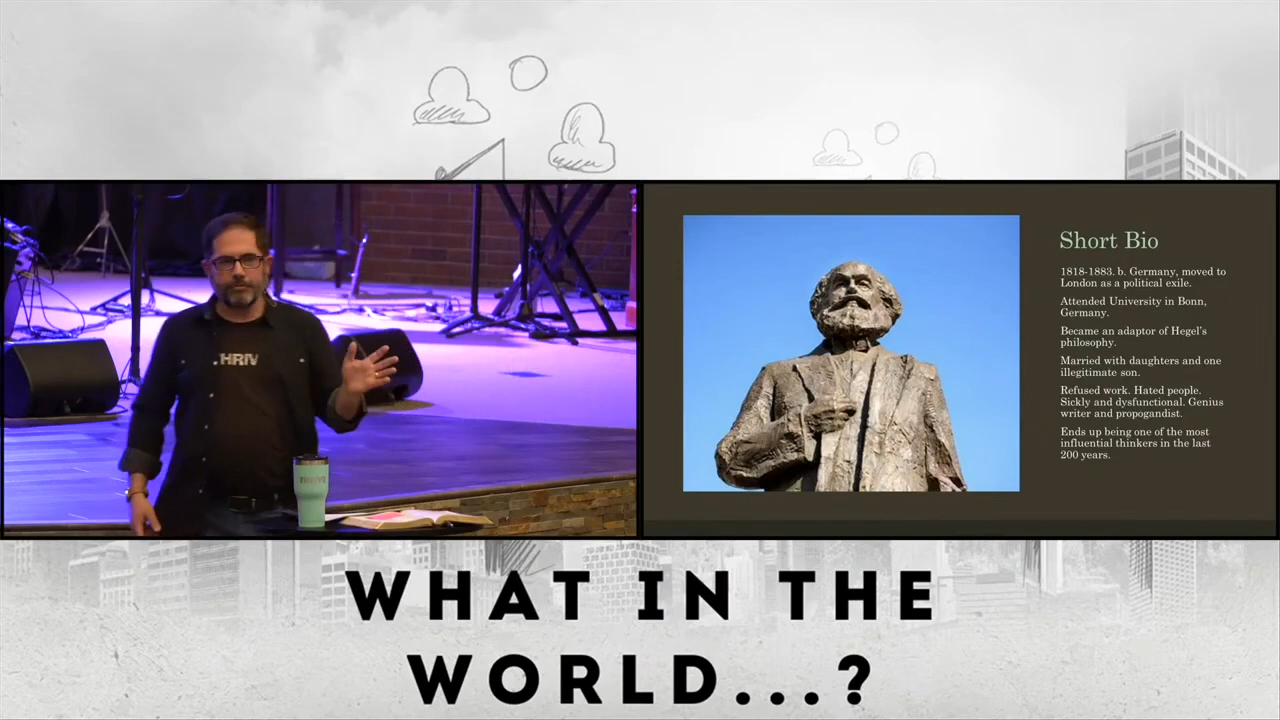 THRIV
THRIVE
Short Bio
1818-1883. b. Germany, moved to
London as a political exile.
Attended University in Bonn,
Germany.
Became an adaptor of Hegel's
philosophy.
Married with daughters and one
illegitimate son.
Refused work. Hated people.
Sickly and dysfunctional. Genius
writer and propogandist.
Ends up being one of the most
influential thinkers in the last
200 years.
WHAT IN THE
WORLD...?